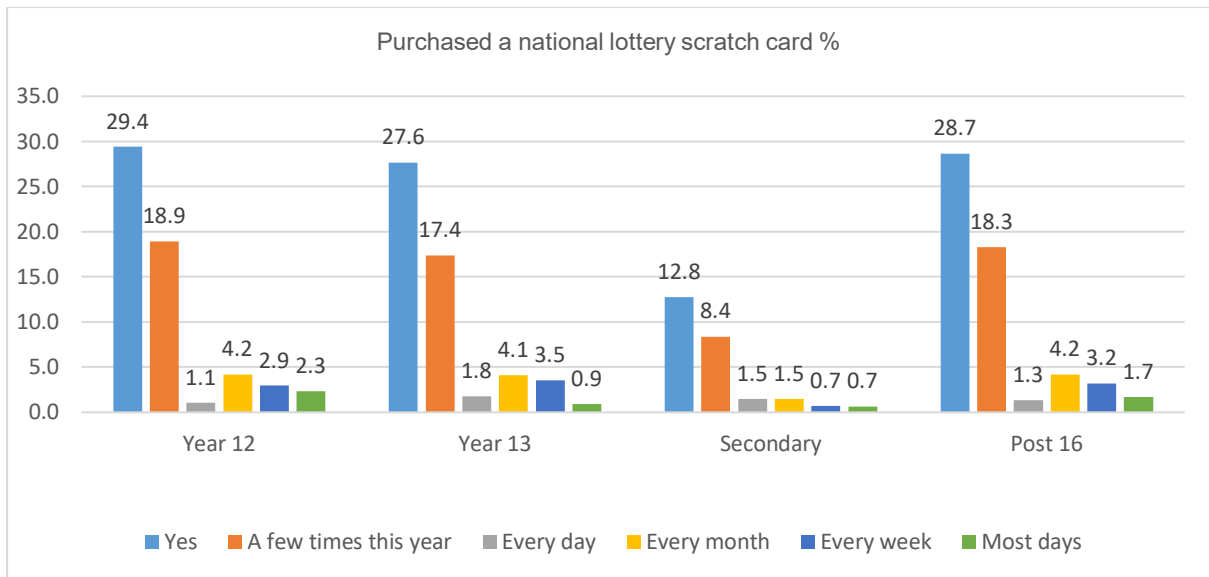 Purchased a national lottery scratch card %
35.0
30.0
25.0
20.0
15.0
10.0
5.0
0.0
29.4 18.9 1.1 4.2 2.9 2.3
27.6 17.4 1.8 4.1 3.5 0.9
12.8 8.4 1.5 1.5 0.7 0.7
28.7 18.3 1.3 4.2 3.2 1.7
Year 12 Year 13 Secondary Post 16
Yes A few times this year Every day Every month Every week Most days